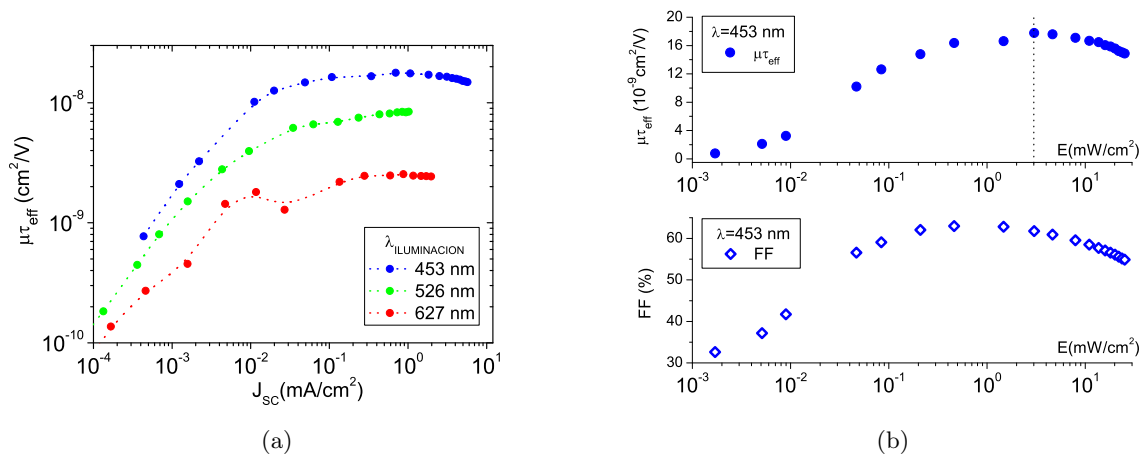 μτeff (cm²/V)
10⁻⁸
10⁻⁹
10⁻¹⁰
10⁻⁴ 10⁻³ 10⁻² 10⁻¹ 10⁰ 10¹
JSC(mA/cm²)
λILUMINACION
453 nm
526 nm
627 nm
(a)
μτeff (10⁻⁹cm²/V)
20
16
12
8
4
0
λ=453 nm
μτeff
E(mW/cm²)
10⁻³ 10⁻² 10⁻¹ 10⁰ 10¹
FF (%)
60
50
40
30
λ=453 nm
FF
E(mW/cm²)
10⁻³ 10⁻² 10⁻¹ 10⁰ 10¹
(b)